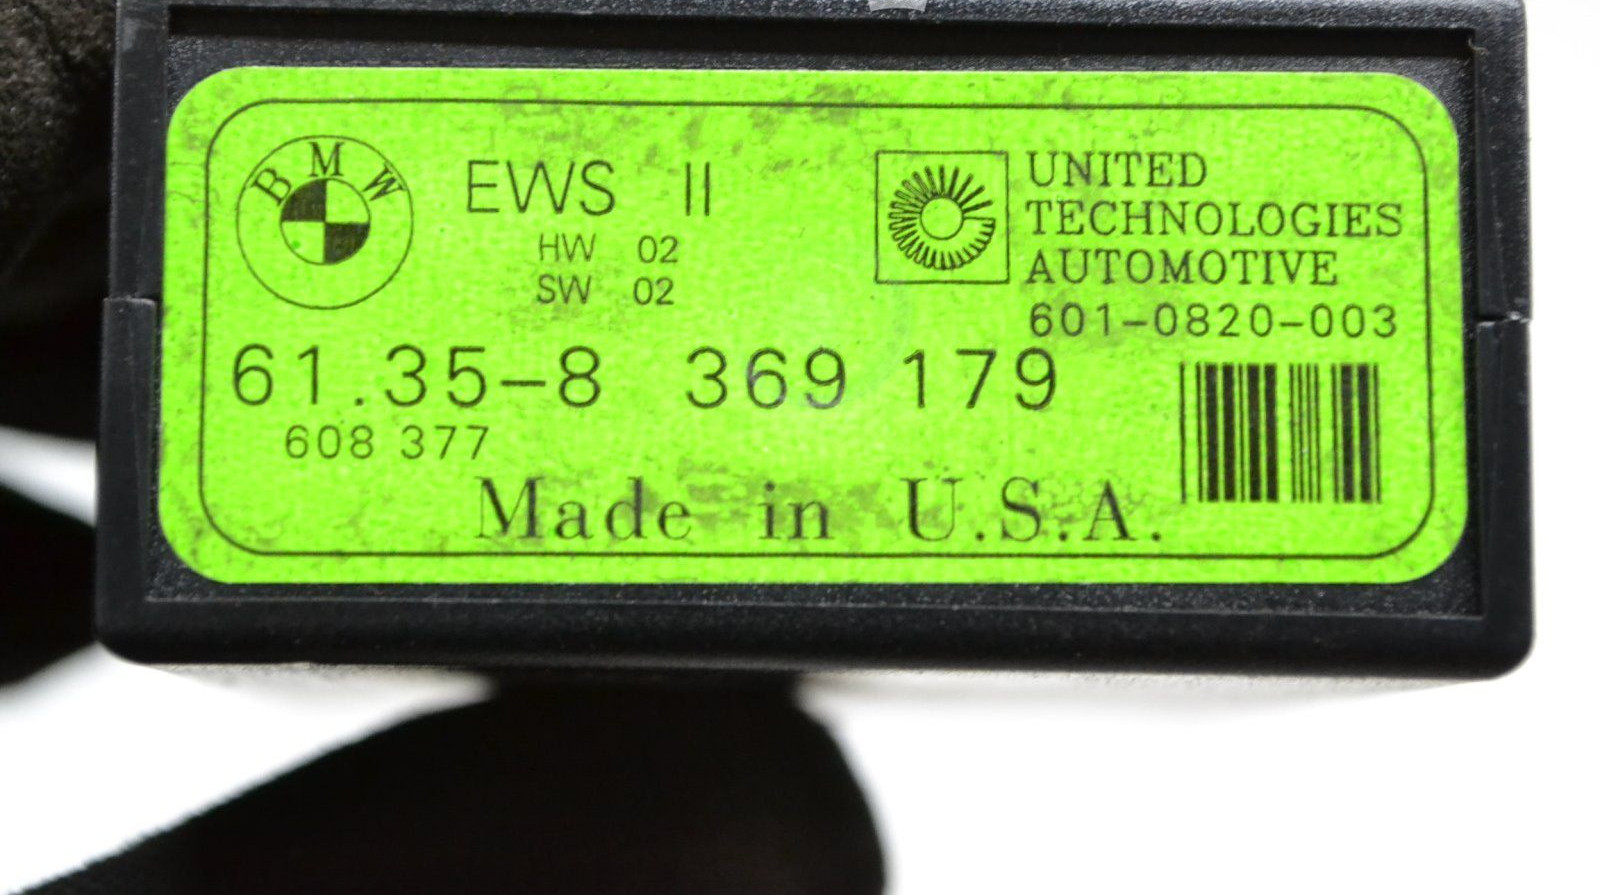 BMW
EWS II
HW 02
SW 02
UNITED
TECHNOLOGIES
AUTOMOTIVE
601-0820-003
61.35-8 369 179
608 377
Made in U.S.A.